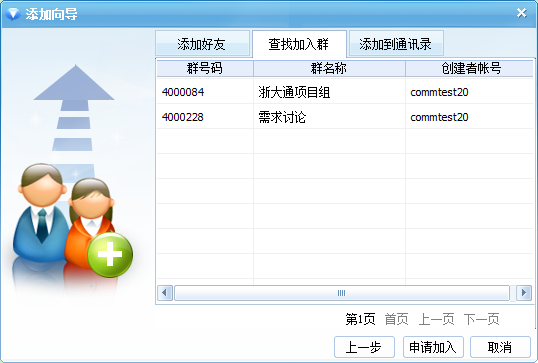 添加向导
添加好友 查找加入群 添加到通讯录
群号码 群名称 创建者帐号
4000084 浙大通项目组 commtest20
4000228 需求讨论 commtest20
第1页 首页 上一页 下一页
上一步 申请加入 取消